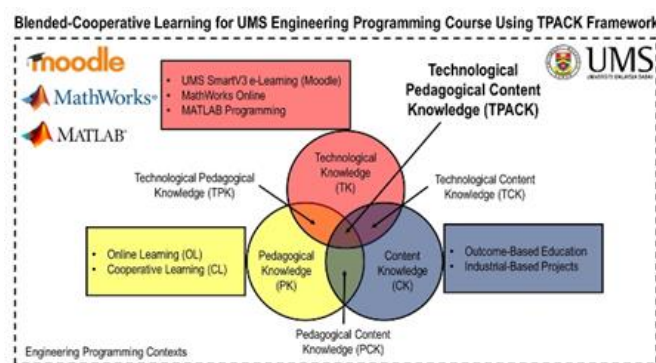 Blended-Cooperative Learning for UMS Engineering Programming Course Using TPACK Framework
moodle
MathWorks®
MATLAB®
• UMS SmartV3 e-Learning (Moodle)
• MathWorks Online
• MATLAB Programming
Technological
Pedagogical Content
Knowledge (TPACK)
UMS
UNIVERSITI MALAYSIA SABAH
Technological
Knowledge
(TK)
Technological Pedagogical
Knowledge (TPK)
Technological Content
Knowledge (TCK)
• Online Learning (OL)
• Cooperative Learning (CL)
Pedagogical
Knowledge
(PK)
Content
Knowledge
(CK)
• Outcome-Based Education
• Industrial-Based Projects
Pedagogical Content
Knowledge (PCK)
Engineering Programming Contexts